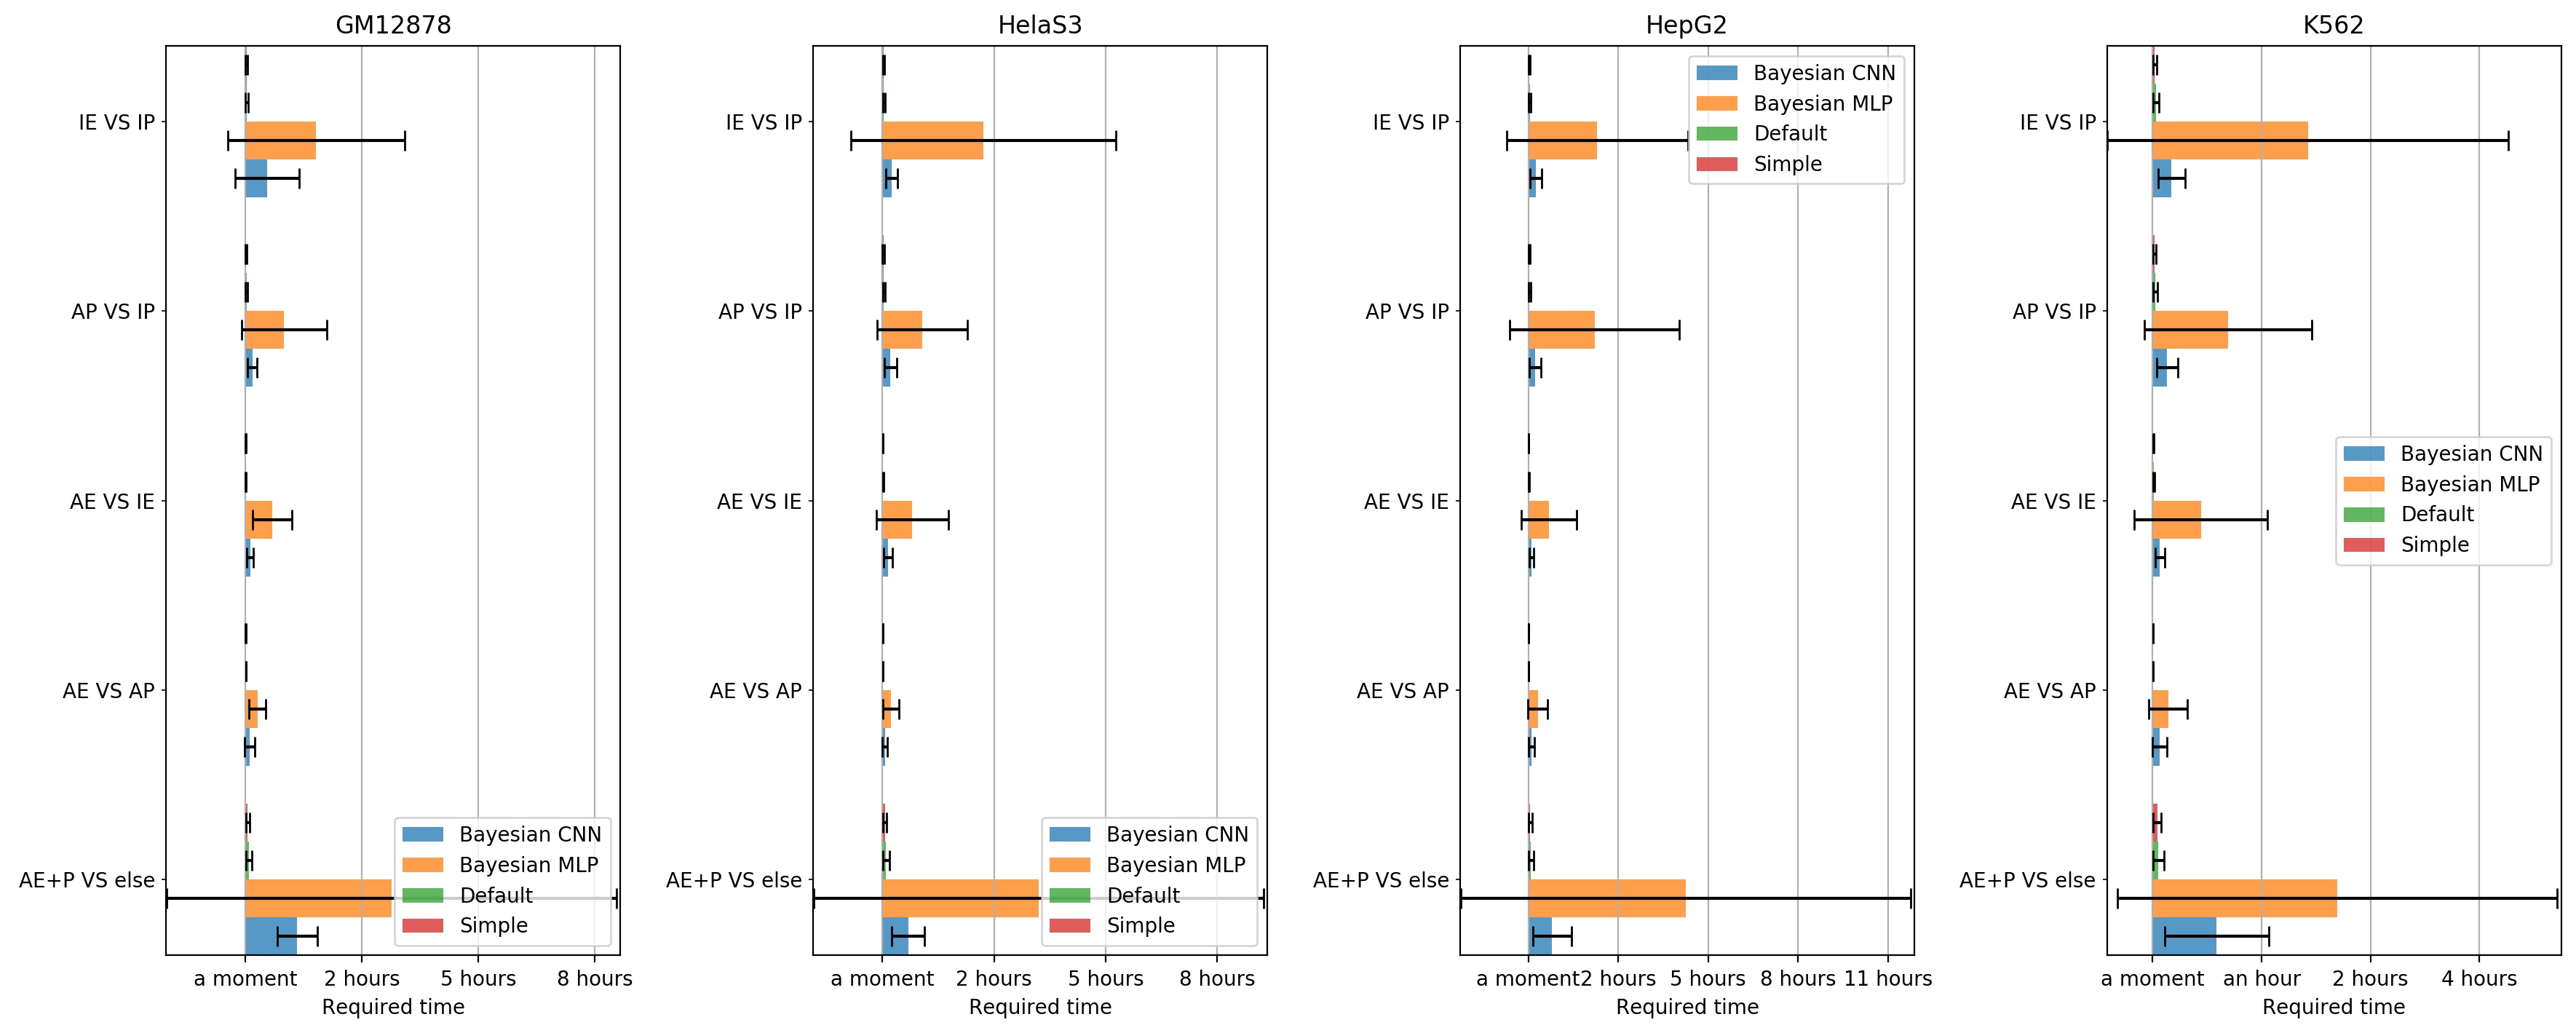 GM12878
IE VS IP
AP VS IP
AE VS IE
AE VS AP
AE+P VS else
Bayesian CNN
Bayesian MLP
Default
Simple
a moment
2 hours
5 hours
8 hours
Required time
HelaS3
IE VS IP
AP VS IP
AE VS IE
AE VS AP
AE+P VS else
Bayesian CNN
Bayesian MLP
Default
Simple
a moment
2 hours
5 hours
8 hours
Required time
HepG2
Bayesian CNN
Bayesian MLP
Default
Simple
IE VS IP
AP VS IP
AE VS IE
AE VS AP
AE+P VS else
a moment
2 hours
5 hours
8 hours
11 hours
Required time
K562
IE VS IP
AP VS IP
AE VS IE
AE VS AP
AE+P VS else
Bayesian CNN
Bayesian MLP
Default
Simple
a moment
an hour
2 hours
4 hours
Required time